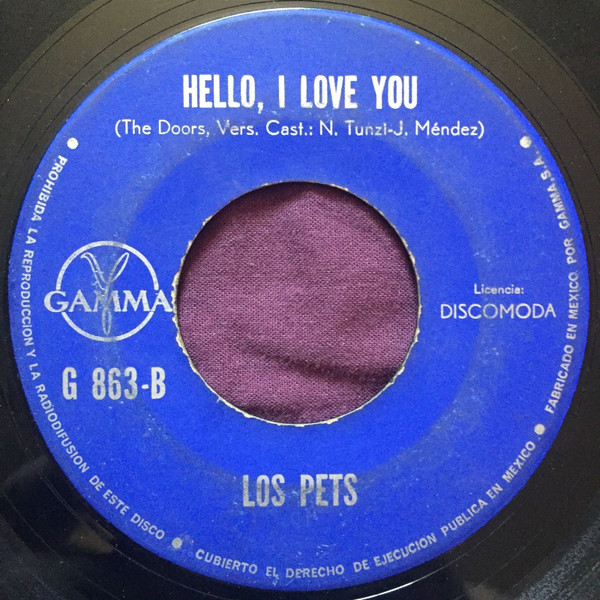 HELLO, I LOVE YOU
(The Doors, Vers. Cast.: N. Tunzi-J. Méndez)
GAMMA
G 863-B
Licencia:
DISCOMODA
LOS PETS
PROHIBIDA LA REPRODUCCION Y LA RADIODIFUSION DE ESTE DISCO
CUBIERTO EL DERECHO DE EJECUCION PUBLICA EN MEXICO
FABRICADO EN MEXICO POR GAMMA, S. A.